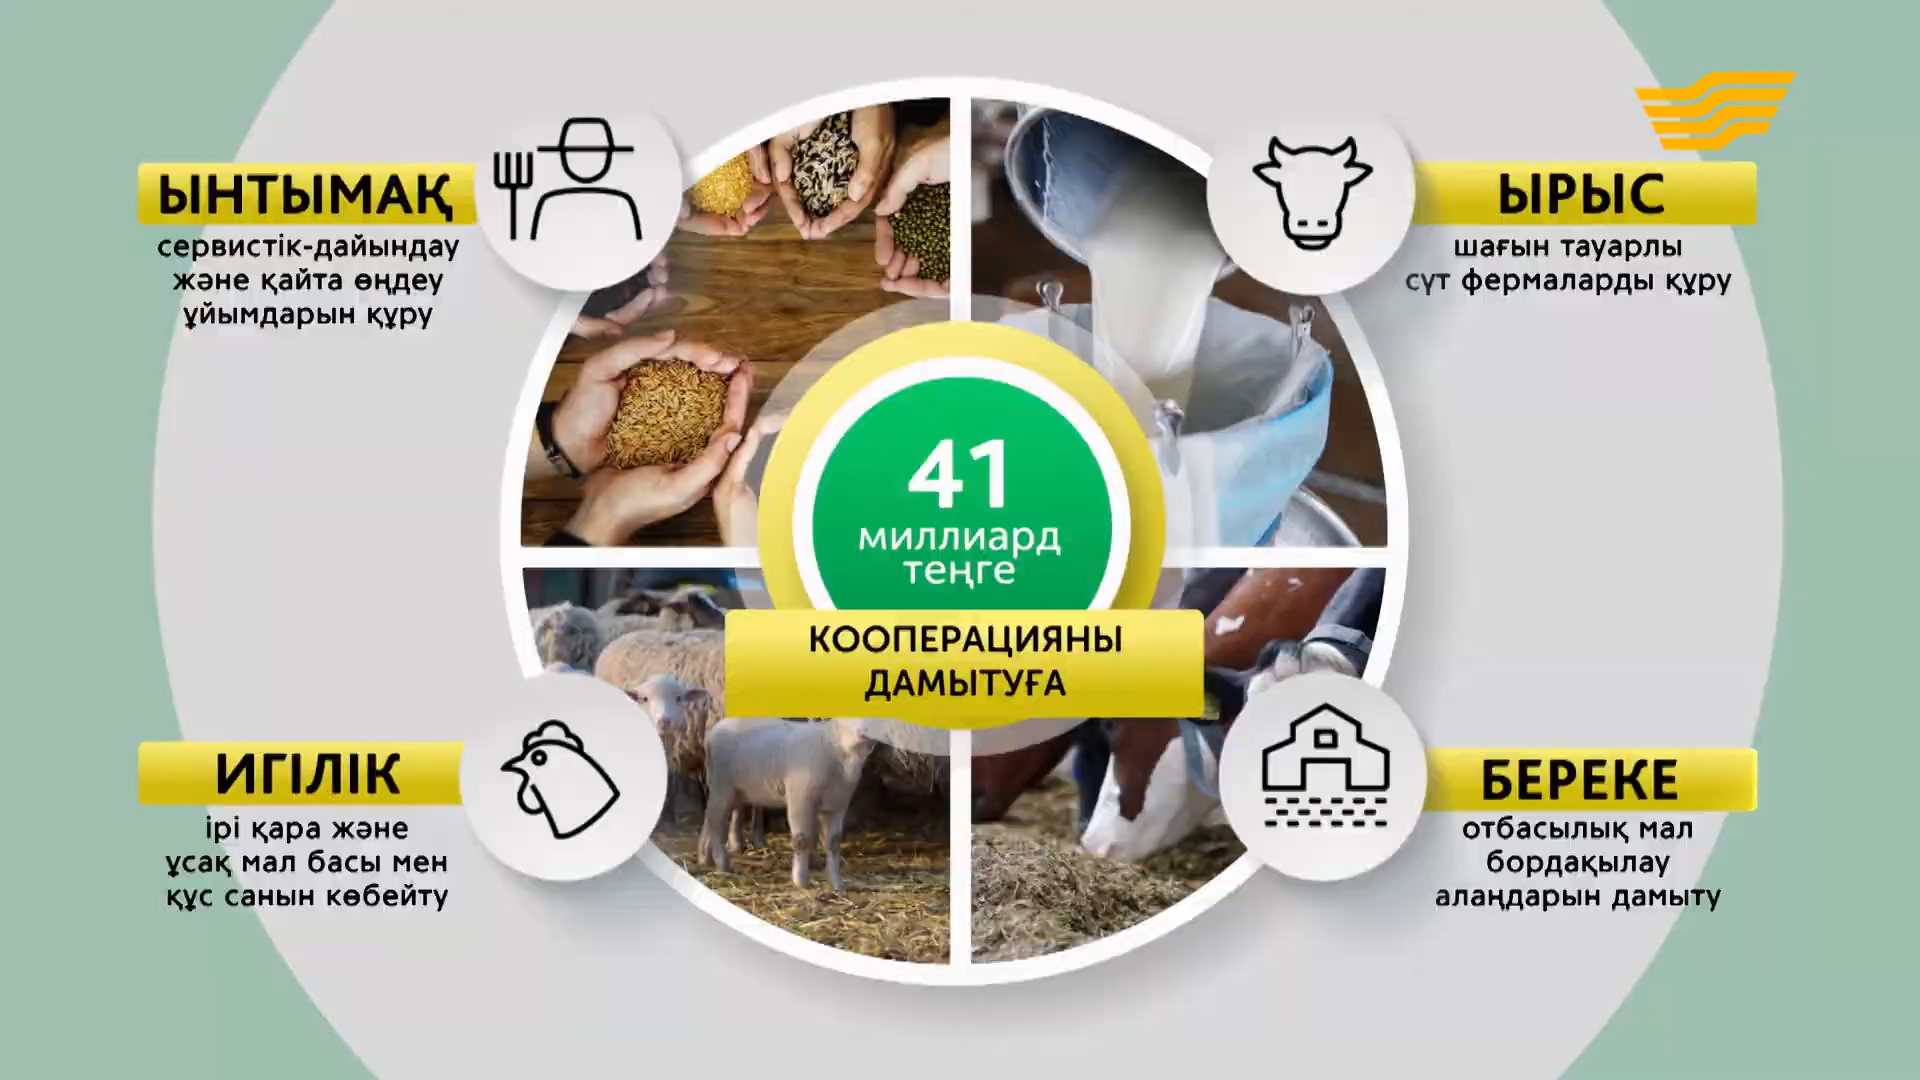 ЫНТЫМАҚ
сервистік-дайындау
және қайта өңдеу
ұйымдарын құру
ЫРЫС
шағын тауарлы
сүт фермаларды құру
41
миллиард
теңге
КООПЕРАЦИЯНЫ
ДАМЫТУҒА
ИГІЛІК
ірі қара және
ұсақ мал басы мен
құс санын көбейту
БЕРЕКЕ
отбасылық мал
бордақылау
алаңдарын дамыту